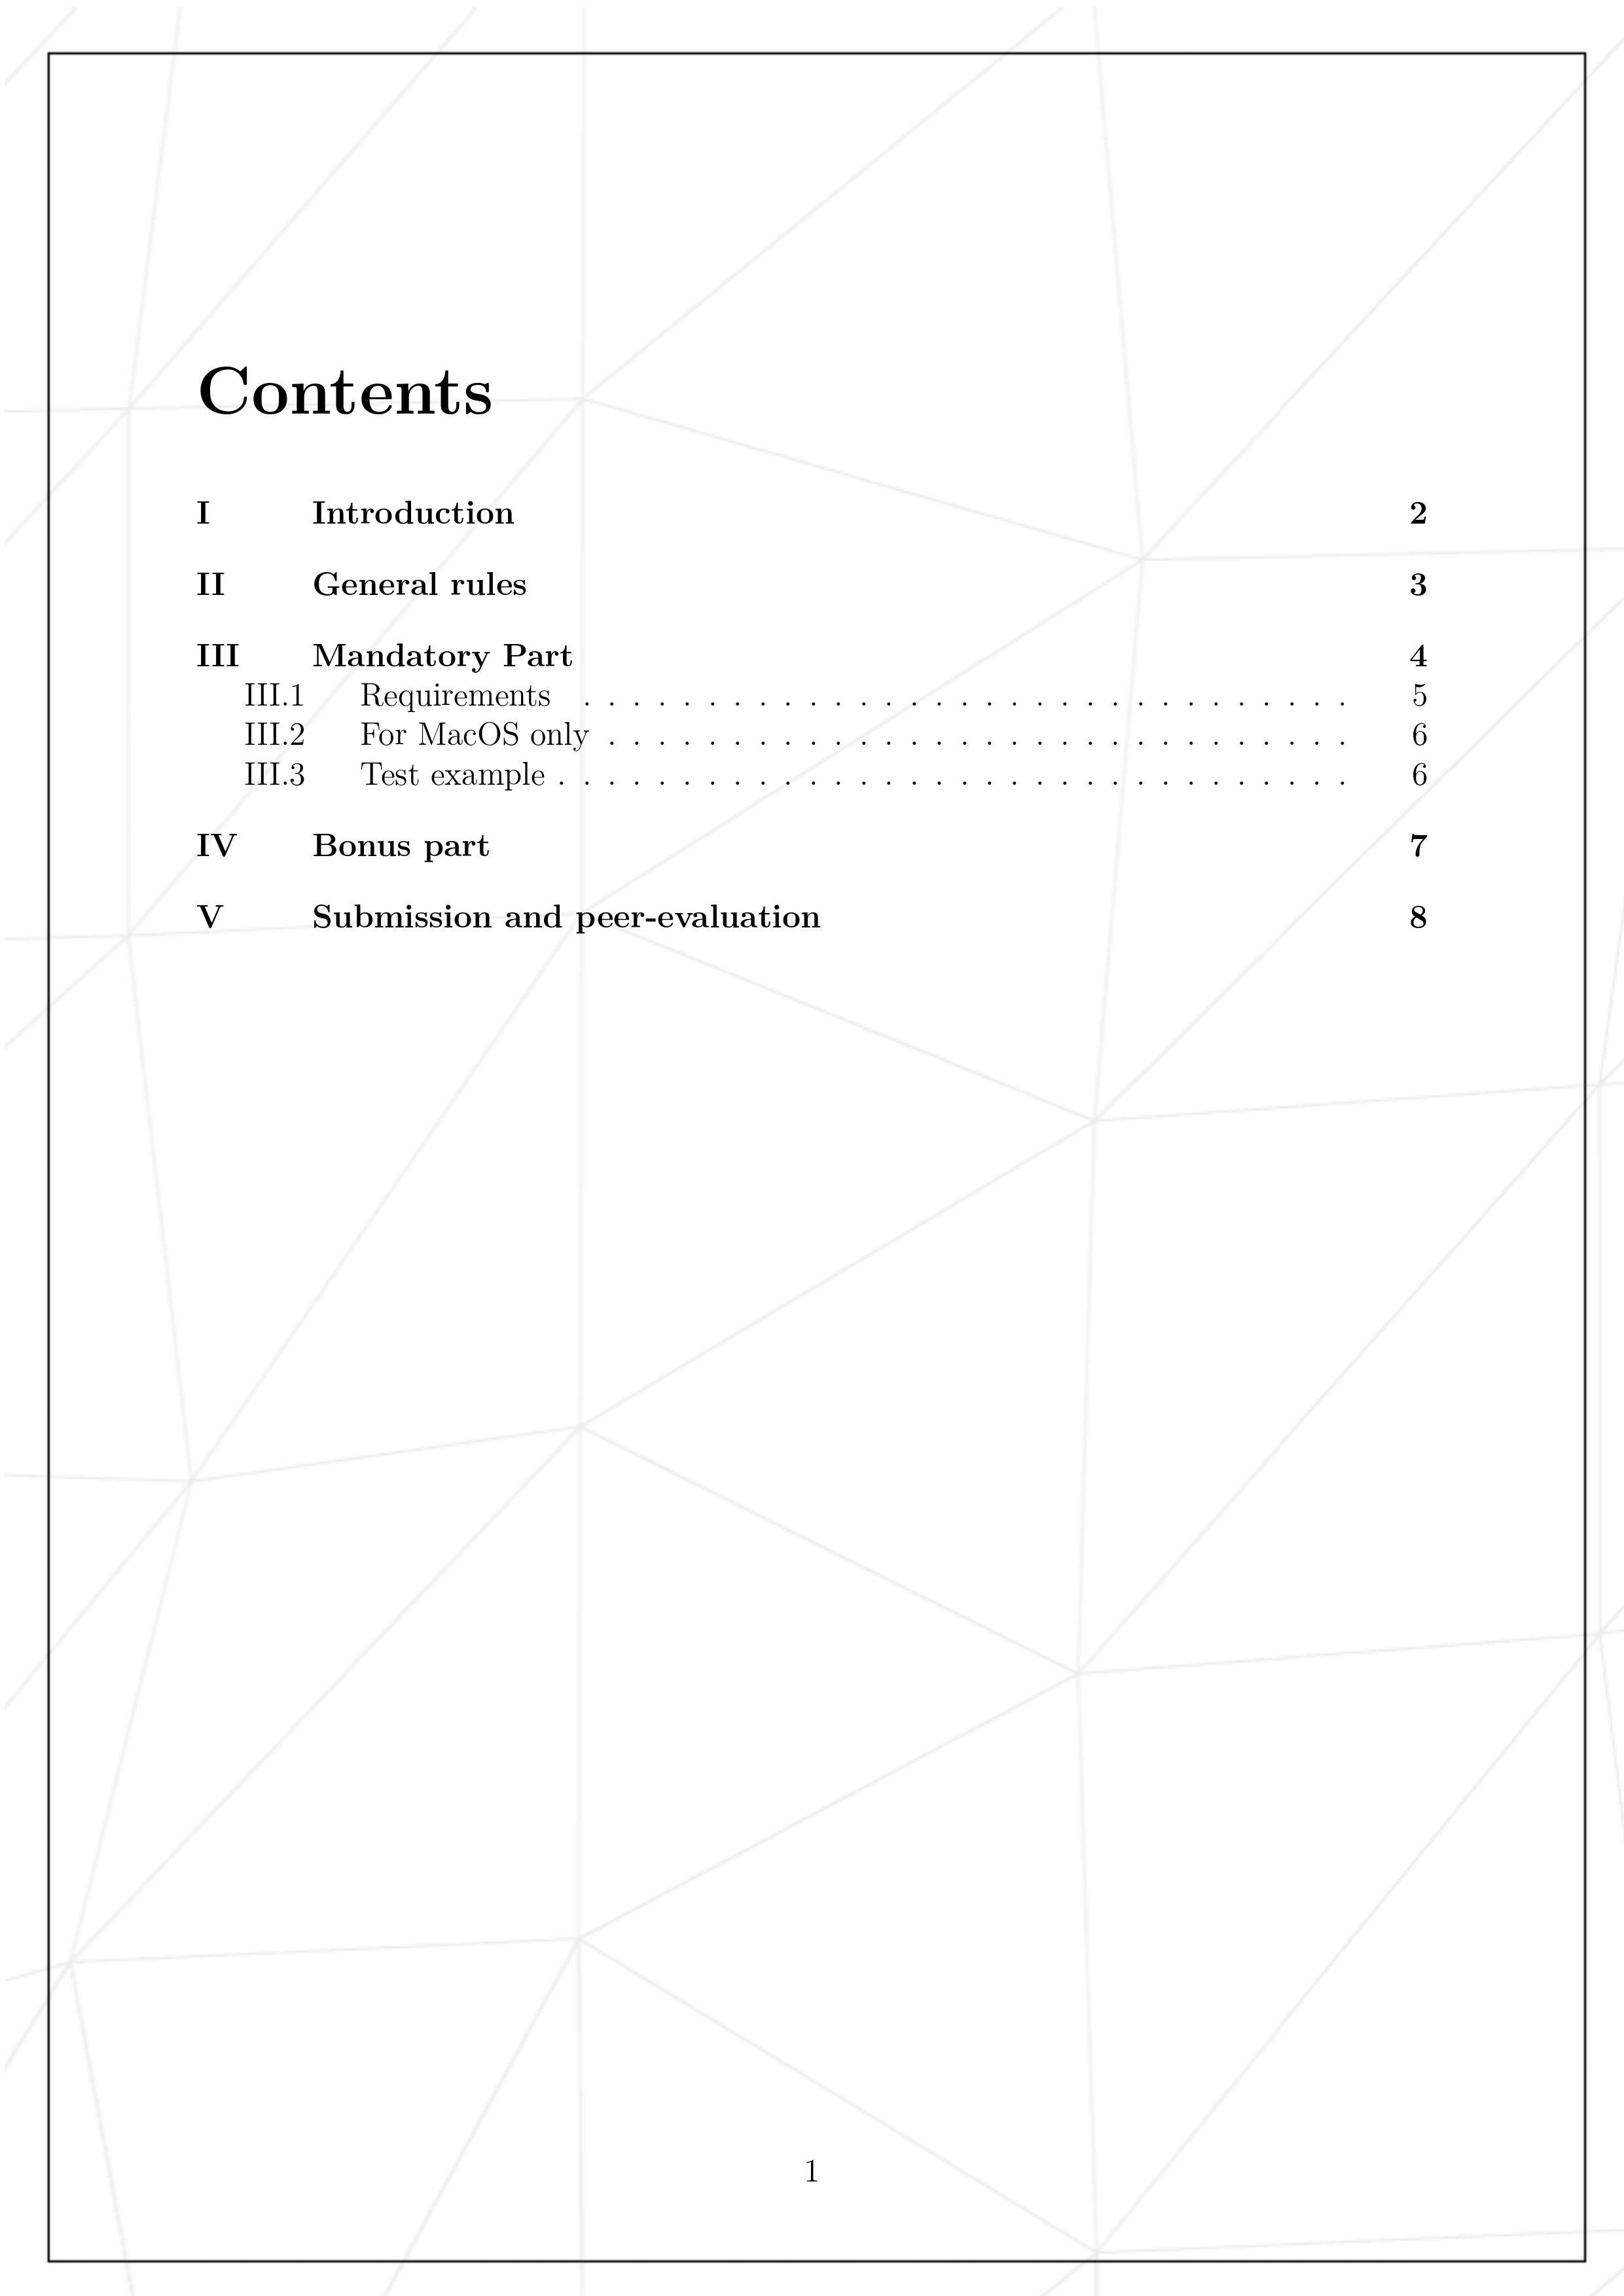 Contents
I Introduction 2
II General rules 3
III Mandatory Part 4
III.1 Requirements . . . . . . . . . . . . . . . . . . . . . . . . . . . . . . . 5
III.2 For MacOS only . . . . . . . . . . . . . . . . . . . . . . . . . . . . . . 6
III.3 Test example . . . . . . . . . . . . . . . . . . . . . . . . . . . . . . . . 6
IV Bonus part 7
V Submission and peer-evaluation 8
1